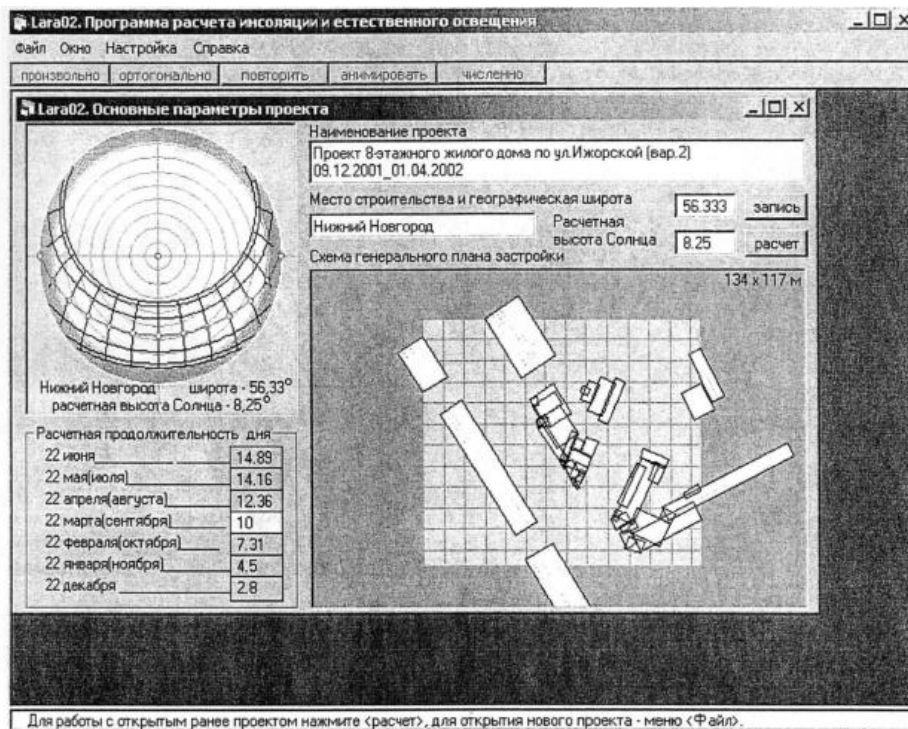 Lara02. Программа расчета инсоляции и естественного освещения
Файл Окно Настройка Справка
произвольно ортогонально повторить анимировать численно
Lara02. Основные параметры проекта
Наименование проекта
Проект 8-этажного жилого дома по ул.Ижорской (вар.2)
09.12.2001_01.04.2002
Место строительства и географическая широта 56.333 запись
Нижний Новгород Расчетная высота Солнца 8.25 расчет
Схема генерального плана застройки
134 x 117 м
Нижний Новгород широта - 56,33°
расчетная высота Солнца - 8,25°
Расчетная продолжительность дня
22 июня 14.89
22 мая(июля) 14.16
22 апреля(августа) 12.36
22 марта(сентября) 10
22 февраля(октября) 7.31
22 января(ноября) 4.5
22 декабря 2.8
Для работы с открытым ранее проектом нажмите <расчет>, для открытия нового проекта - меню <Файл>.